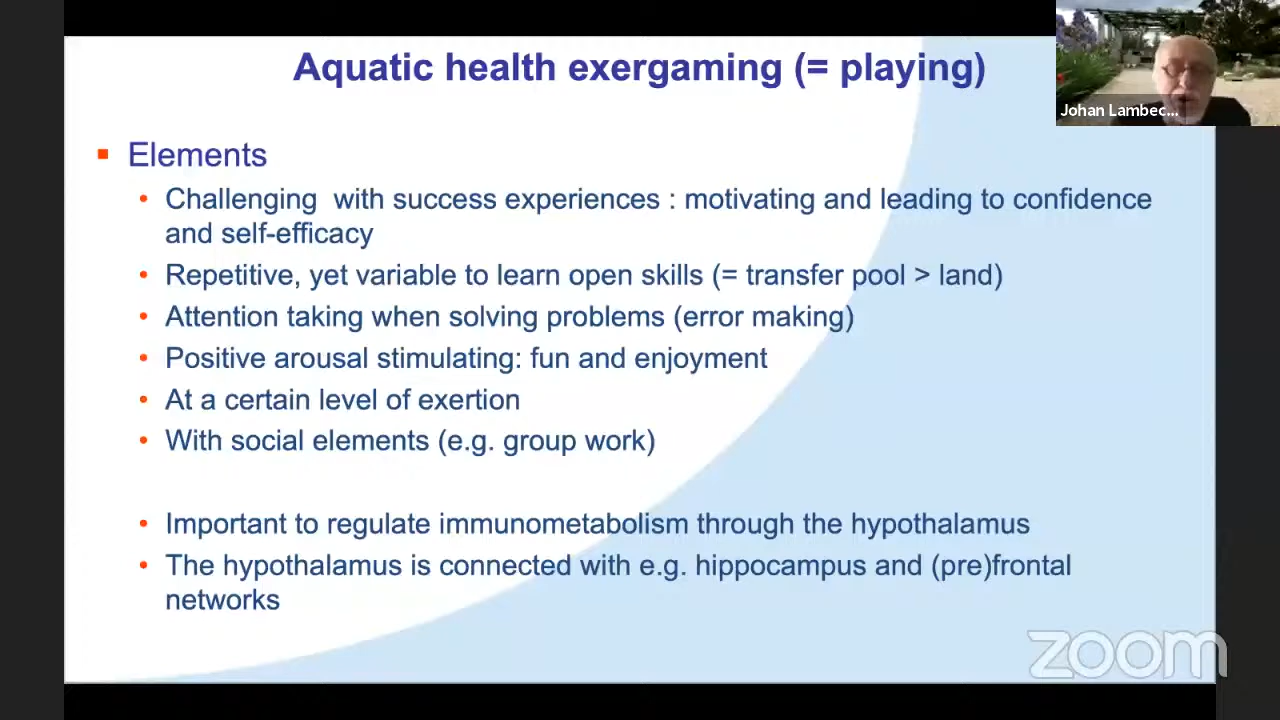 Aquatic health exergaming (= playing)
Johan Lambec...
Elements
Challenging with success experiences : motivating and leading to confidence
and self-efficacy
Repetitive, yet variable to learn open skills (= transfer pool > land)
Attention taking when solving problems (error making)
Positive arousal stimulating: fun and enjoyment
At a certain level of exertion
With social elements (e.g. group work)
Important to regulate immunometabolism through the hypothalamus
The hypothalamus is connected with e.g. hippocampus and (pre)frontal
networks
zoom